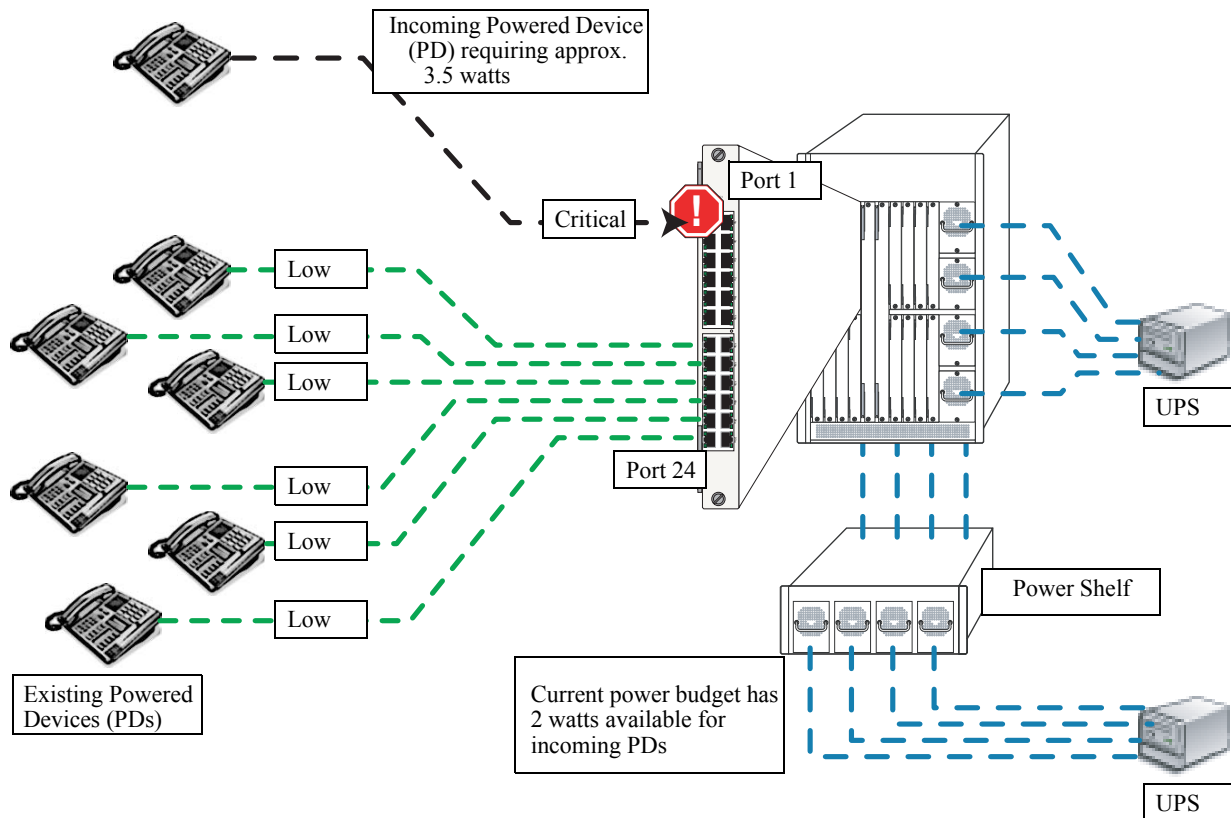 Incoming Powered Device
(PD) requiring approx.
3.5 watts
Port 1
!
Critical
Low
Low
Low
UPS
Port 24
Low
Low
Low
Power Shelf
Existing Powered
Devices (PDs)
Current power budget has
2 watts available for
incoming PDs
UPS